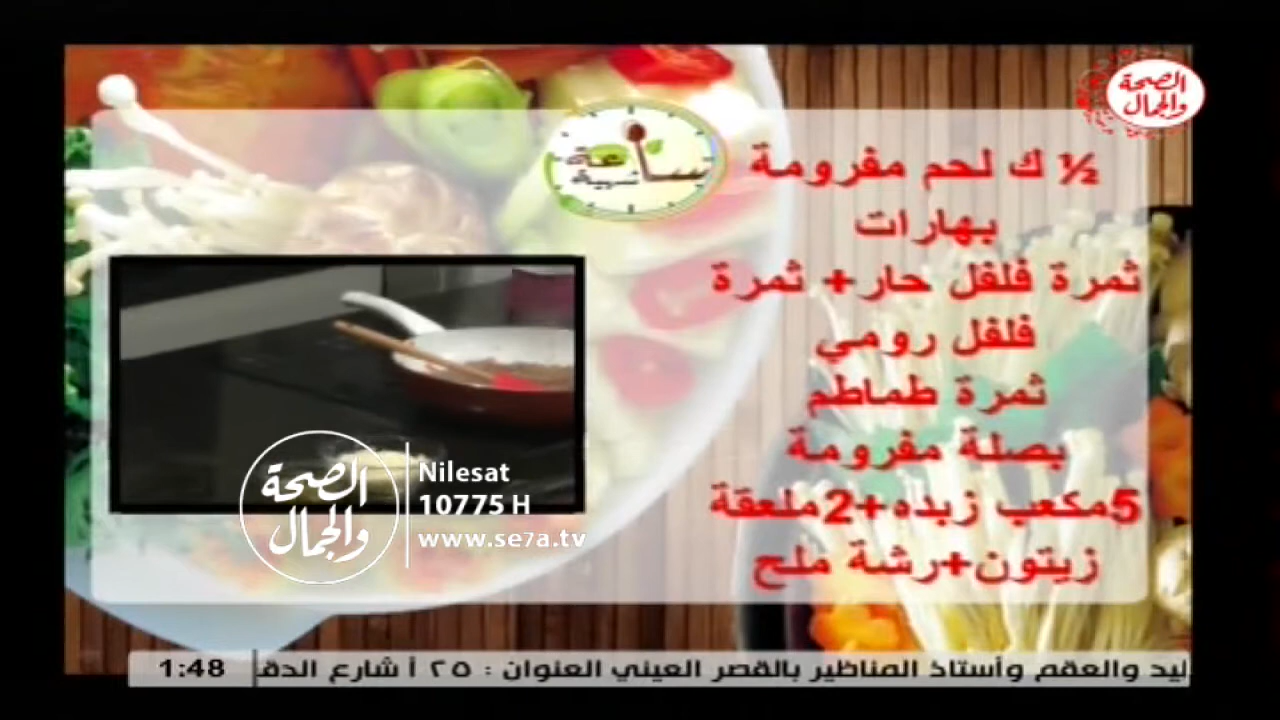 الصحة
والجمال
½ ك لحم مفرومة
بهارات
ثمرة فلفل حار+ ثمرة
فلفل رومي
ثمرة طماطم
بصلة مفرومة
5مكعب زبده+2ملعقة
زيتون+رشة ملح
ساعة
شهية
الصحة
والجمال
Nilesat
10775 H
www.se7a.tv
ليد والعقم وأستاذ المناظير بالقصر العيني العنوان : ٢٥ أ شارع الدق
1:48